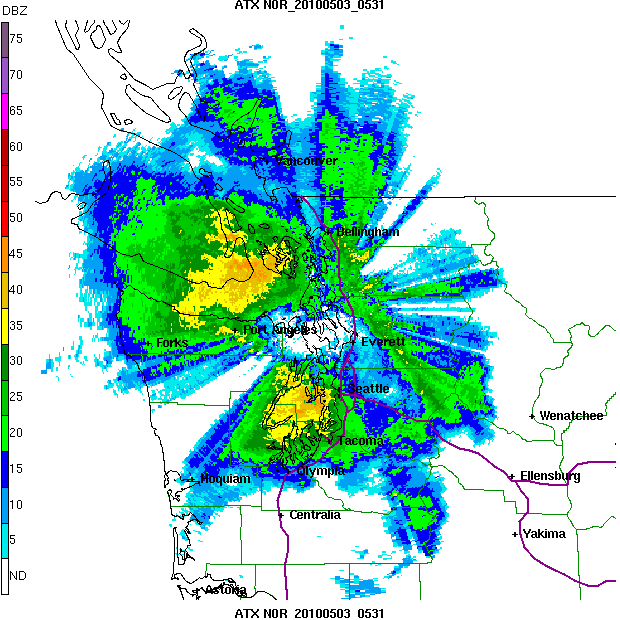 ATX N0R_20100503_0531
DBZ
75
70
65
60
55
50
45
40
35
30
25
20
15
10
5
ND
Vancouver
Bellingham
Port Angeles
Forks
Everett
Seattle
Wenatchee
Tacoma
Olympia
Hoquiam
Ellensburg
Centralia
Yakima
Astoria
ATX N0R_20100503_0531